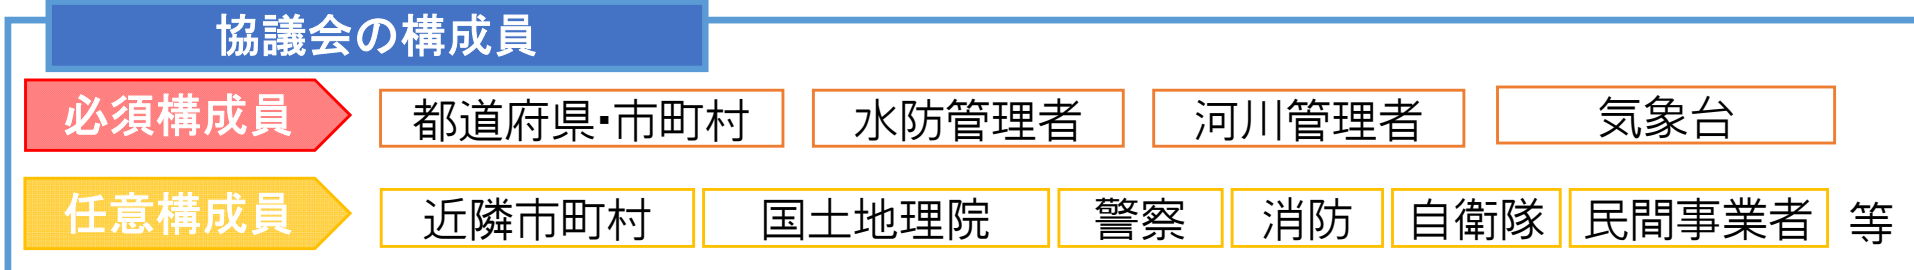 協議会の構成員
必須構成員 都道府県・市町村 水防管理者 河川管理者 気象台
任意構成員 近隣市町村 国土地理院 警察 消防 自衛隊 民間事業者 等